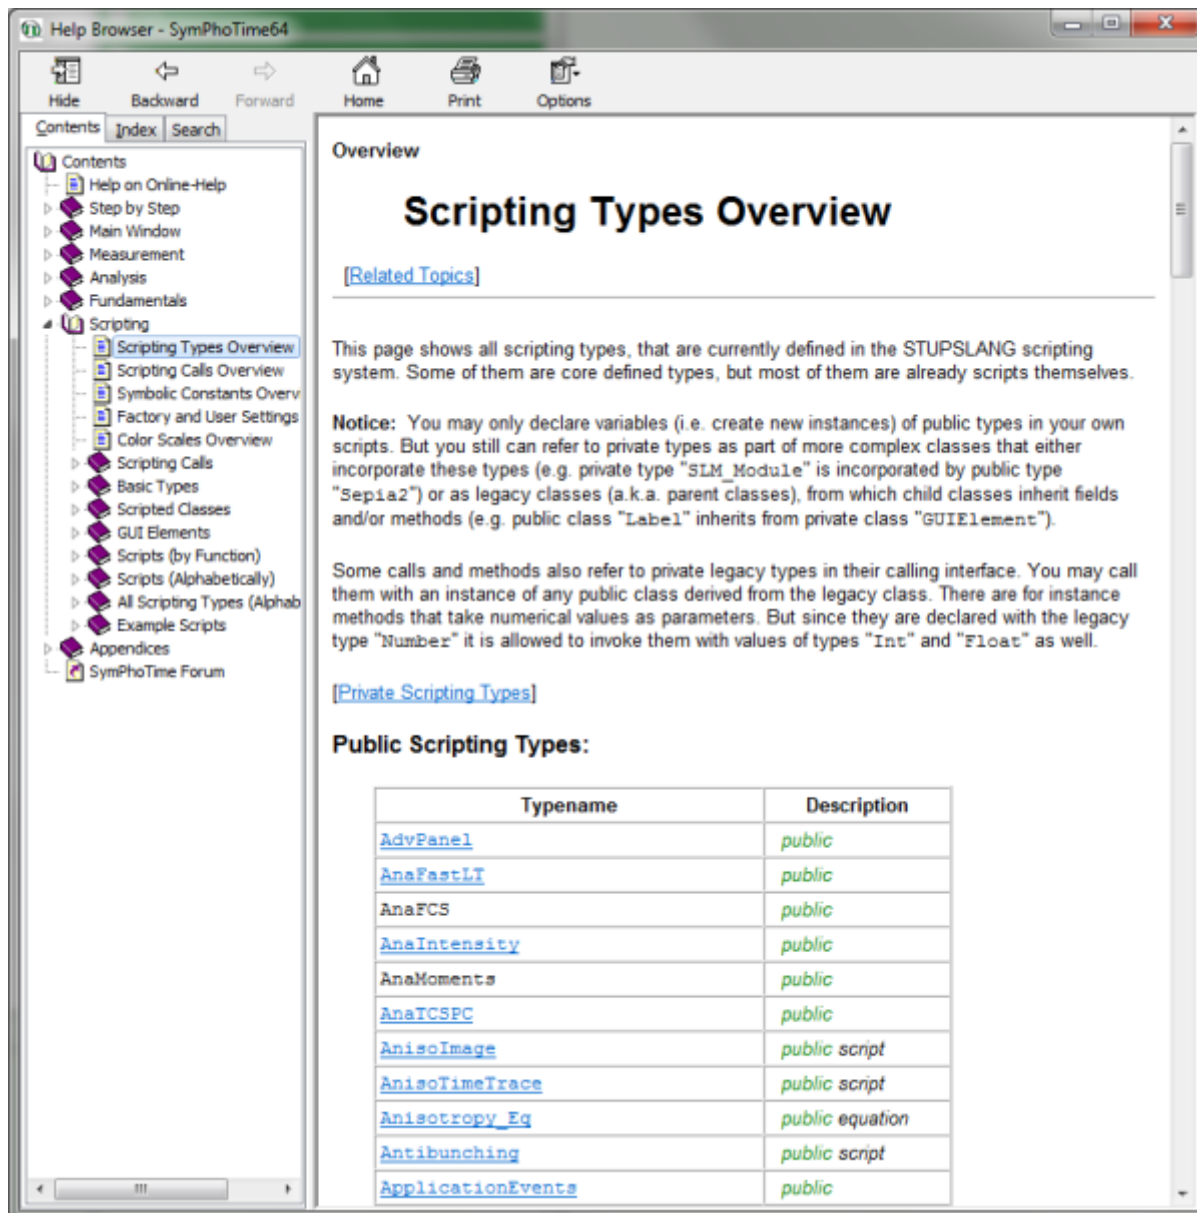 Help Browser - SymPhoTime64
Hide Backward Forward Home Print Options
Contents Index Search
Contents
Help on Online-Help
Step by Step
Main Window
Measurement
Analysis
Fundamentals
Scripting
Scripting Types Overview
Scripting Calls Overview
Symbolic Constants Overv
Factory and User Settings
Color Scales Overview
Scripting Calls
Basic Types
Scripted Classes
GUI Elements
Scripts (by Function)
Scripts (Alphabetically)
All Scripting Types (Alphab
Example Scripts
Appendices
SymPhoTime Forum
Overview
Scripting Types Overview
[Related Topics]
This page shows all scripting types, that are currently defined in the STUPSLANG scripting
system. Some of them are core defined types, but most of them are already scripts themselves.
Notice: You may only declare variables (i.e. create new instances) of public types in your own
scripts. But you still can refer to private types as part of more complex classes that either
incorporate these types (e.g. private type "SLM_Module" is incorporated by public type
"Sepia2") or as legacy classes (a.k.a. parent classes), from which child classes inherit fields
and/or methods (e.g. public class "Label" inherits from private class "GUIElement").
Some calls and methods also refer to private legacy types in their calling interface. You may call
them with an instance of any public class derived from the legacy class. There are for instance
methods that take numerical values as parameters. But since they are declared with the legacy
type "Number" it is allowed to invoke them with values of types "Int" and "Float" as well.
[Private Scripting Types]
Public Scripting Types:
Typename Description
AdvPanel public
AnaFastLT public
AnaFCS public
AnaIntensity public
AnaMoments public
AnaTCSPC public
AnisoImage public script
AnisoTimeTrace public script
Anisotropy_Eq public equation
Antibunching public script
ApplicationEvents public